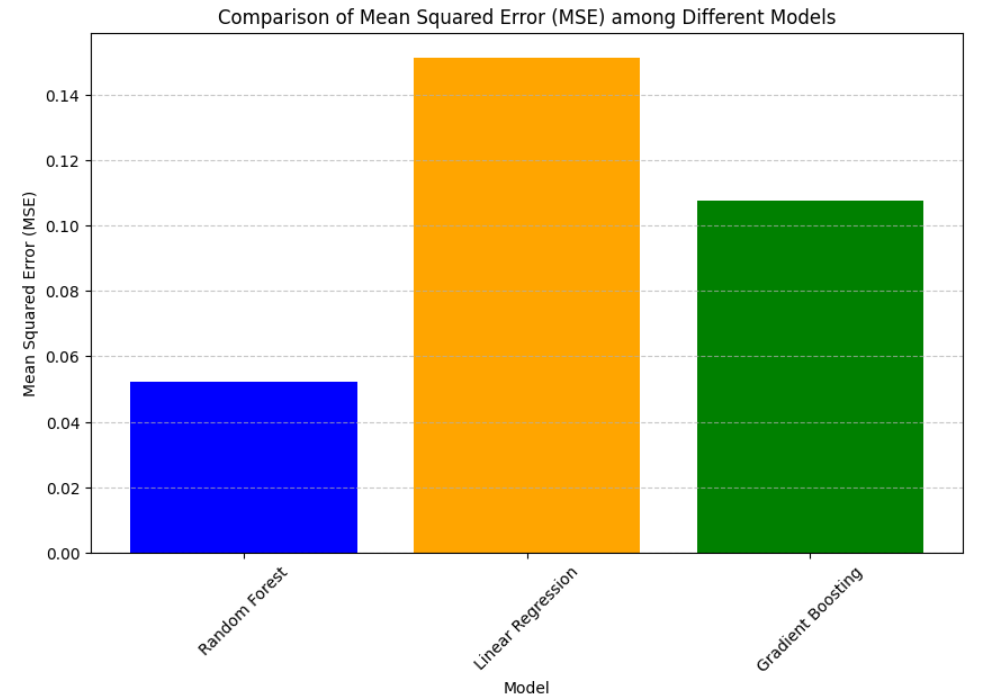 Comparison of Mean Squared Error (MSE) among Different Models
Mean Squared Error (MSE)
0.14
0.12
0.10
0.08
0.06
0.04
0.02
0.00
Random Forest
Linear Regression
Gradient Boosting
Model